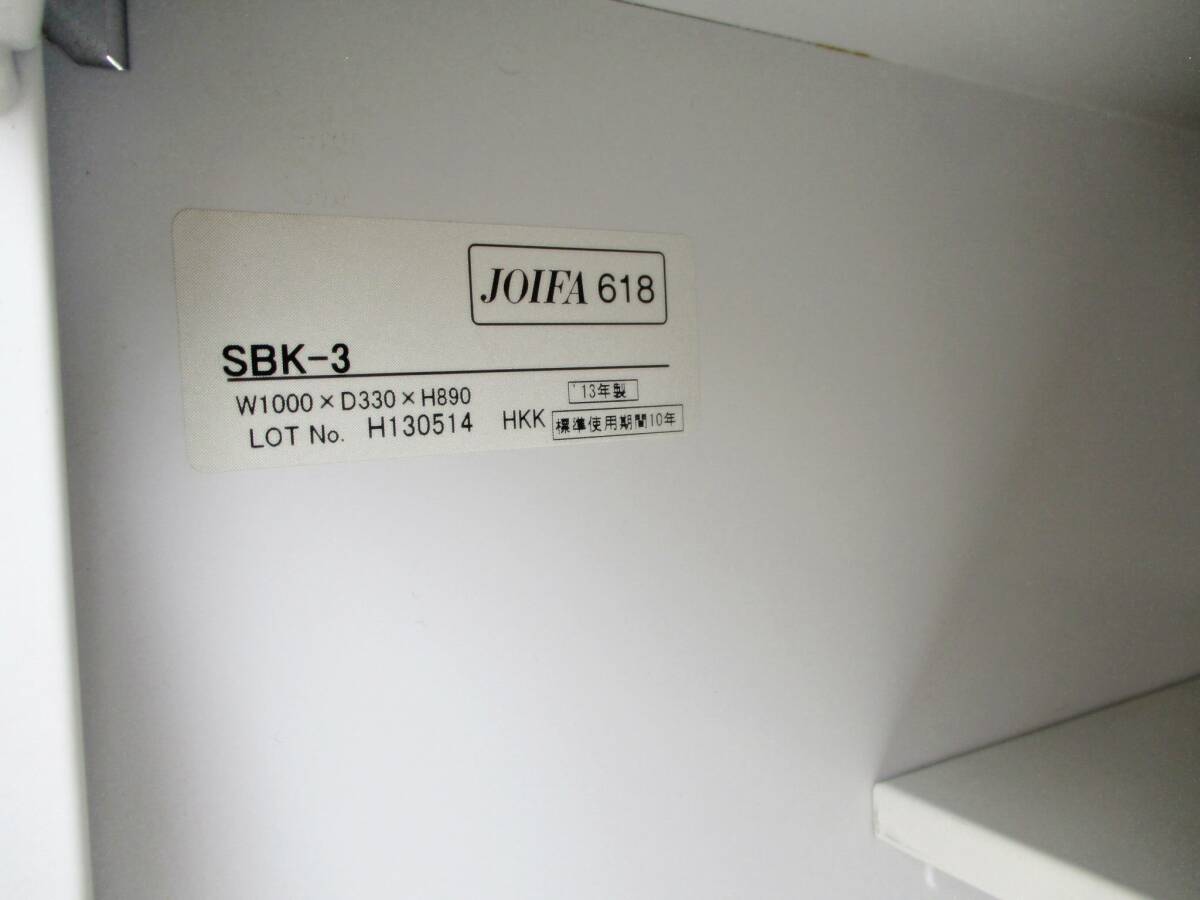 JOIFA 618
SBK-3
W1000×D330×H890 '13年製
LOT No. H130514 HKK 標準使用期間10年